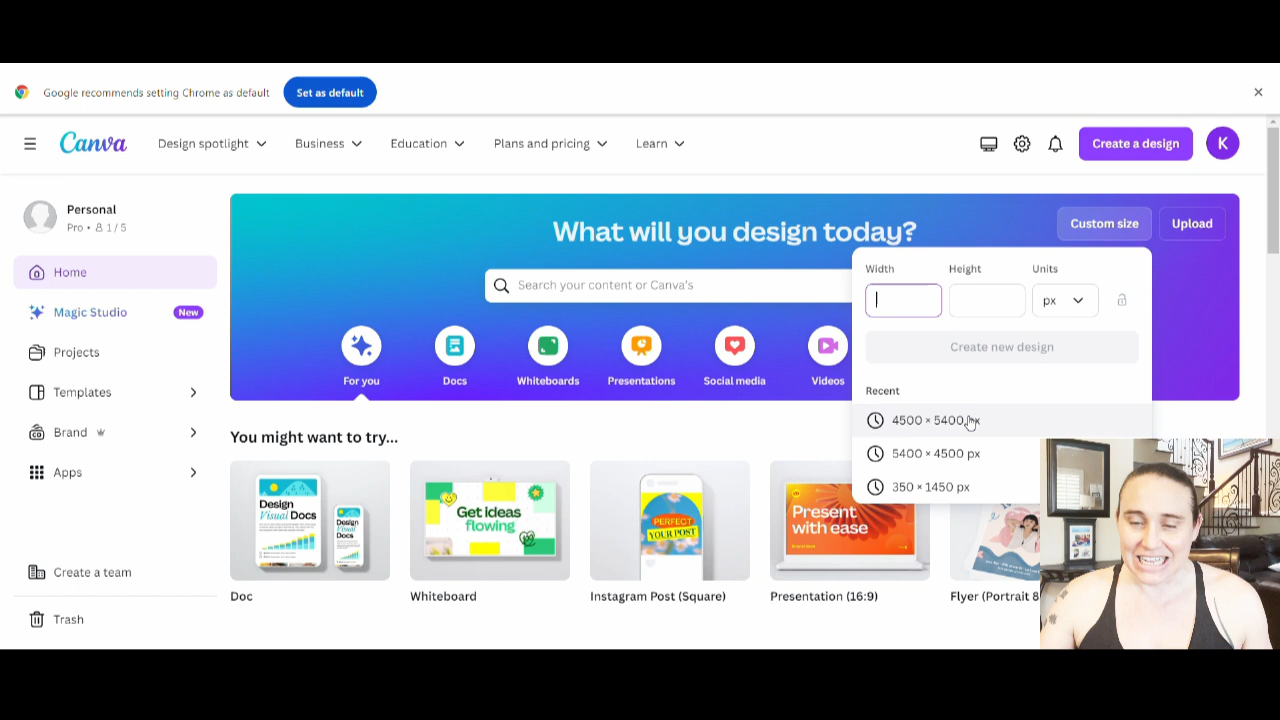 Google recommends setting Chrome as default
Set as default
Canva
Design spotlight
Business
Education
Plans and pricing
Learn
Create a design
K
Personal
Pro • 1/5
Home
Magic Studio
New
Projects
Templates
Brand
Apps
Create a team
Trash
What will you design today?
Custom size
Upload
Search your content or Canva's
For you
Docs
Whiteboards
Presentations
Social media
Videos
Width
Height
Units
px
Create new design
Recent
4500 × 5400 px
5400 × 4500 px
350 × 1450 px
You might want to try...
Design
Visual Docs
Design
Visual Docs
Get ideas
flowing
PERFECT
YOUR POST
Present
with ease
Doc
Whiteboard
Instagram Post (Square)
Presentation (16:9)
Flyer (Portrait 8